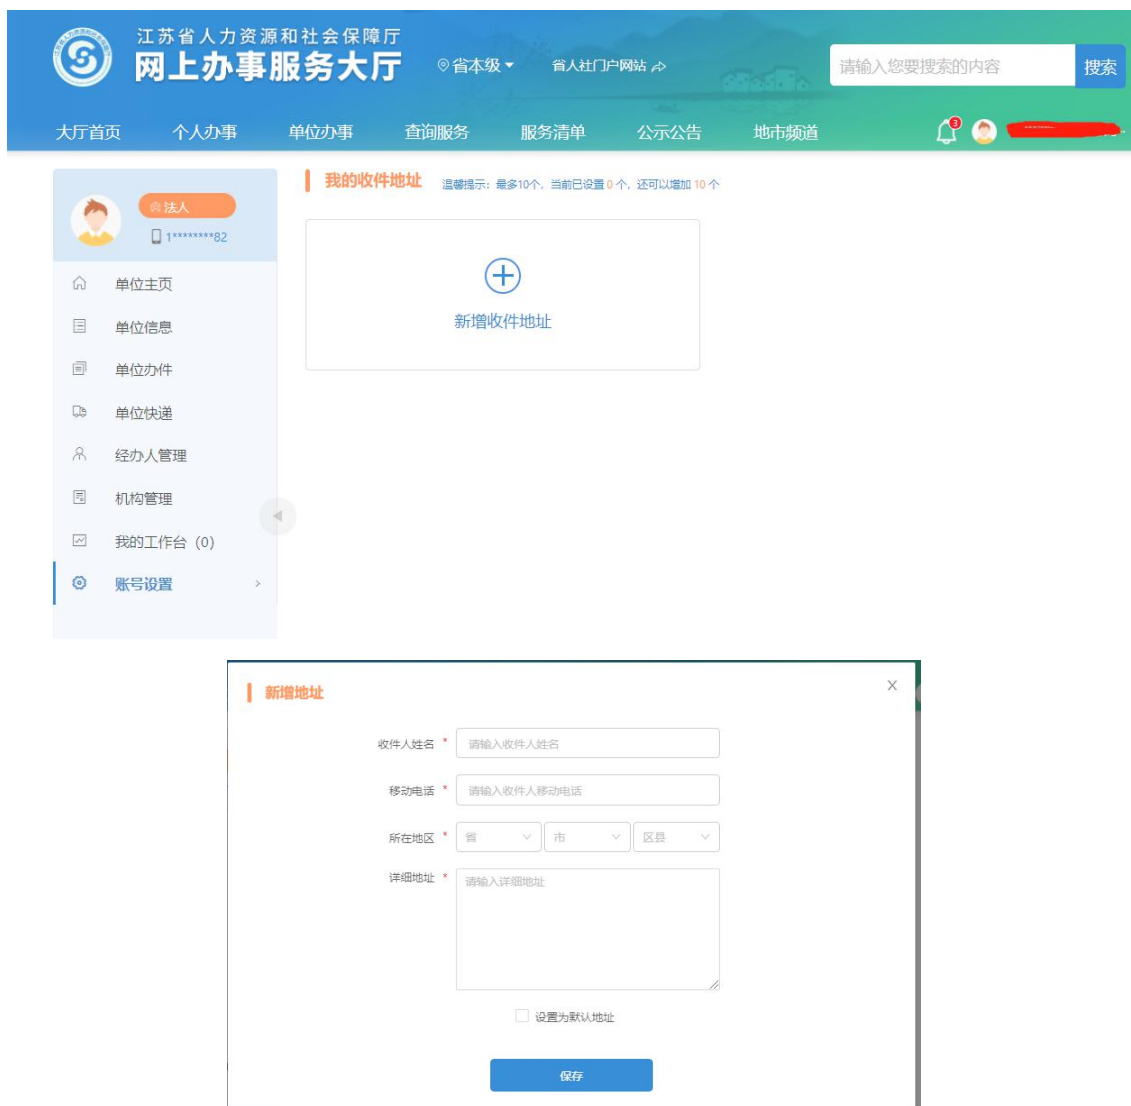 江苏省人力资源和社会保障厅
网上办事服务大厅
省本级
省人社门户网站
请输入您要搜索的内容
搜索
大厅首页 个人办事 单位办事 查询服务 服务清单 公示公告 地市频道
3
我的收件地址 温馨提示：最多10个，当前已设置 0 个，还可以增加 10 个
法人
1********82
新增收件地址
单位主页
单位信息
单位办件
单位快递
经办人管理
机构管理
我的工作台（0）
账号设置
新增地址
X
收件人姓名 * 请输入收件人姓名
移动电话 * 请输入收件人移动电话
所在地区 * 省 市 区县
详细地址 * 请输入详细地址
设置为默认地址
保存